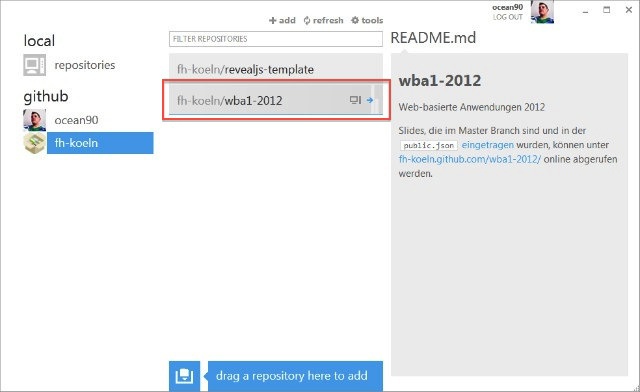 ocean90
LOG OUT
add refresh tools
local
repositories
github
ocean90
fh-koeln
FILTER REPOSITORIES
fh-koeln/revealjs-template
fh-koeln/wba1-2012
drag a repository here to add
README.md
wba1-2012
Web-basierte Anwendungen 2012
Slides, die im Master Branch sind und in der
public.json eingetragen wurden, können unter
fh-koeln.github.com/wba1-2012/ online abgerufen
werden.